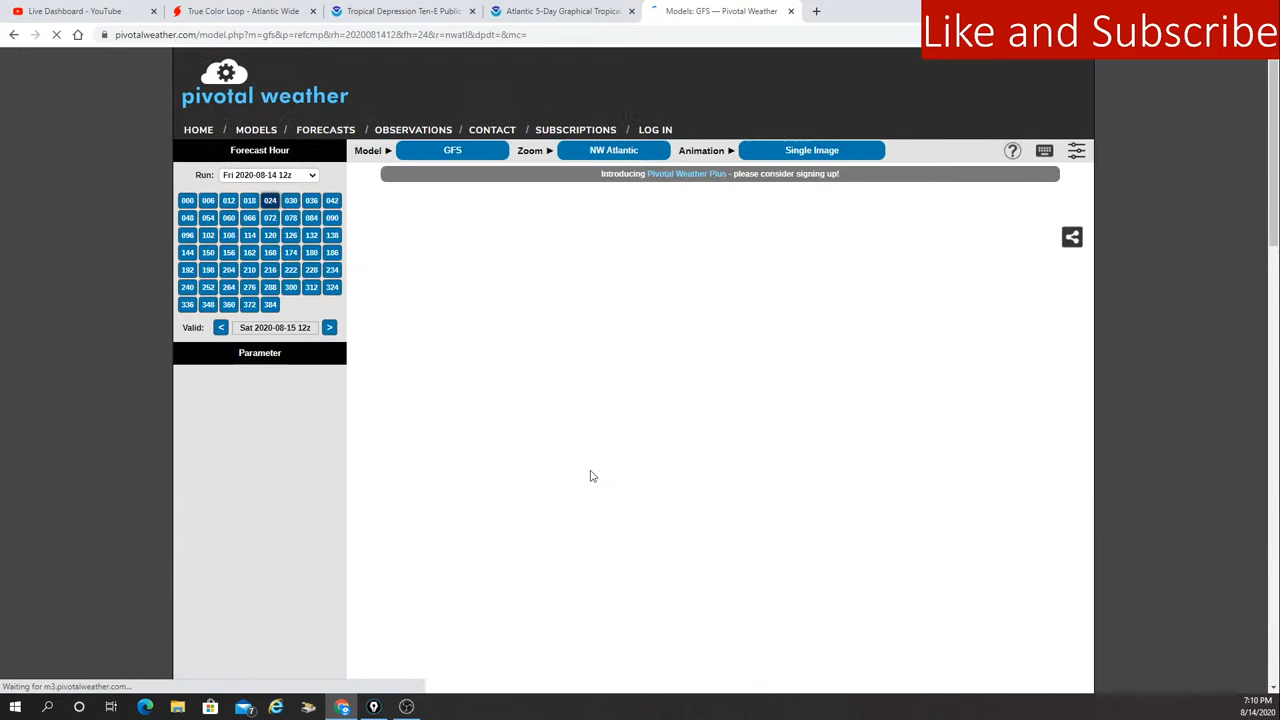 Live Dashboard - YouTube
True Color Loop - Atlantic Wide
Tropical Depression Ten-E Public
Atlantic 5-Day Graphical Tropical
Models: GFS — Pivotal Weather
pivotalweather.com/model.php?m=gfs&p=refcmp&rh=2020081412&fh=24&r=nwatl&dpdt=&mc=
Like and Subscribe
pivotal weather
HOME / MODELS / FORECASTS / OBSERVATIONS / CONTACT / SUBSCRIPTIONS / LOG IN
Forecast Hour
Model ▶ GFS Zoom ▶ NW Atlantic Animation ▶ Single Image
Introducing Pivotal Weather Plus - please consider signing up!
Run: Fri 2020-08-14 12z
000 006 012 018 024 030 036 042
048 054 060 066 072 078 084 090
096 102 108 114 120 126 132 138
144 150 156 162 168 174 180 186
192 198 204 210 216 222 228 234
240 252 264 276 288 300 312 324
336 348 360 372 384
Valid: < Sat 2020-08-15 12z >
Parameter
Waiting for m3.pivotalweather.com...
7
7:10 PM
8/14/2020